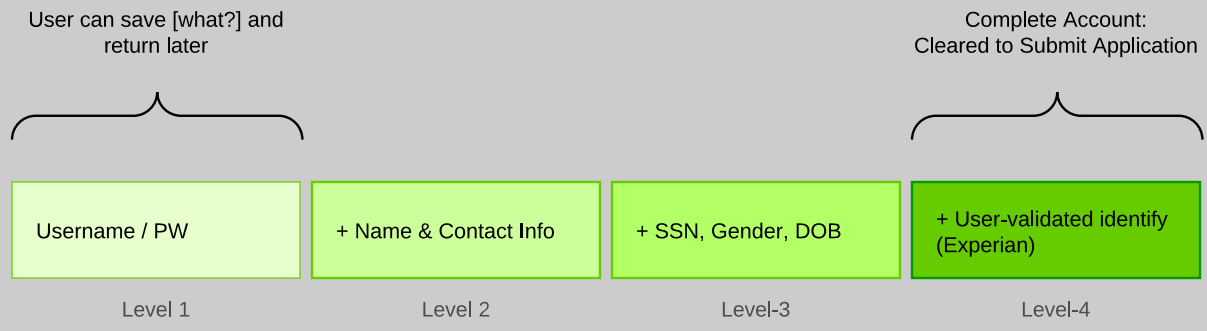 User can save [what?] and
return later
Complete Account:
Cleared to Submit Application
Username / PW
+ Name & Contact Info
+ SSN, Gender, DOB
+ User-validated identify
(Experian)
Level 1
Level 2
Level-3
Level-4